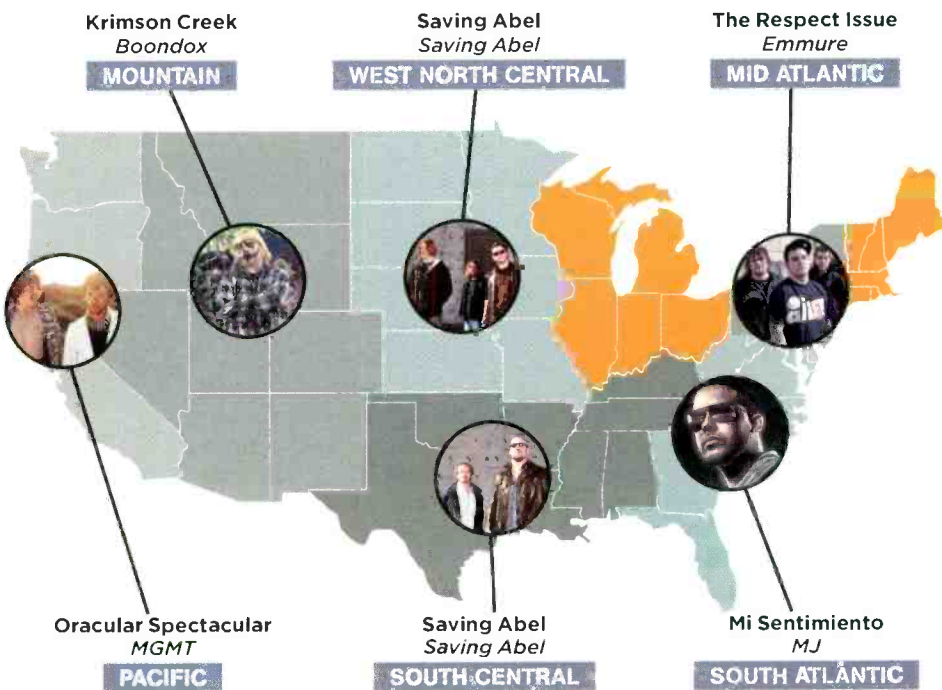 Krimson Creek
Boondox
MOUNTAIN
Saving Abel
Saving Abel
WEST NORTH CENTRAL
The Respect Issue
Emmure
MID ATLANTIC
Oracular Spectacular
MGMT
PACIFIC
Saving Abel
Saving Abel
SOUTH CENTRAL
Mi Sentimiento
MJ
SOUTH ATLANTIC